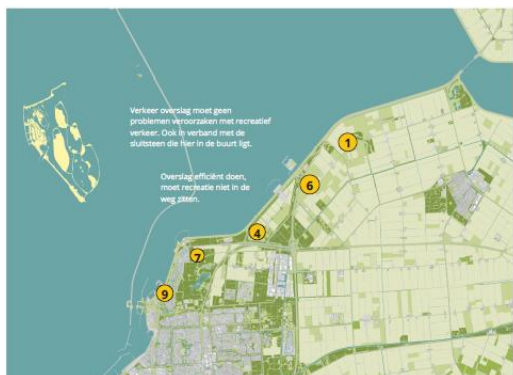 Verkeer overslag moet geen
problemen veroorzaken met recreatief
verkeer. Ook in verband met de
sluitsteen die hier in de buurt ligt.
Overslag efficiënt doen,
moet recreatie niet in de
weg zitten.
1
6
4
7
9